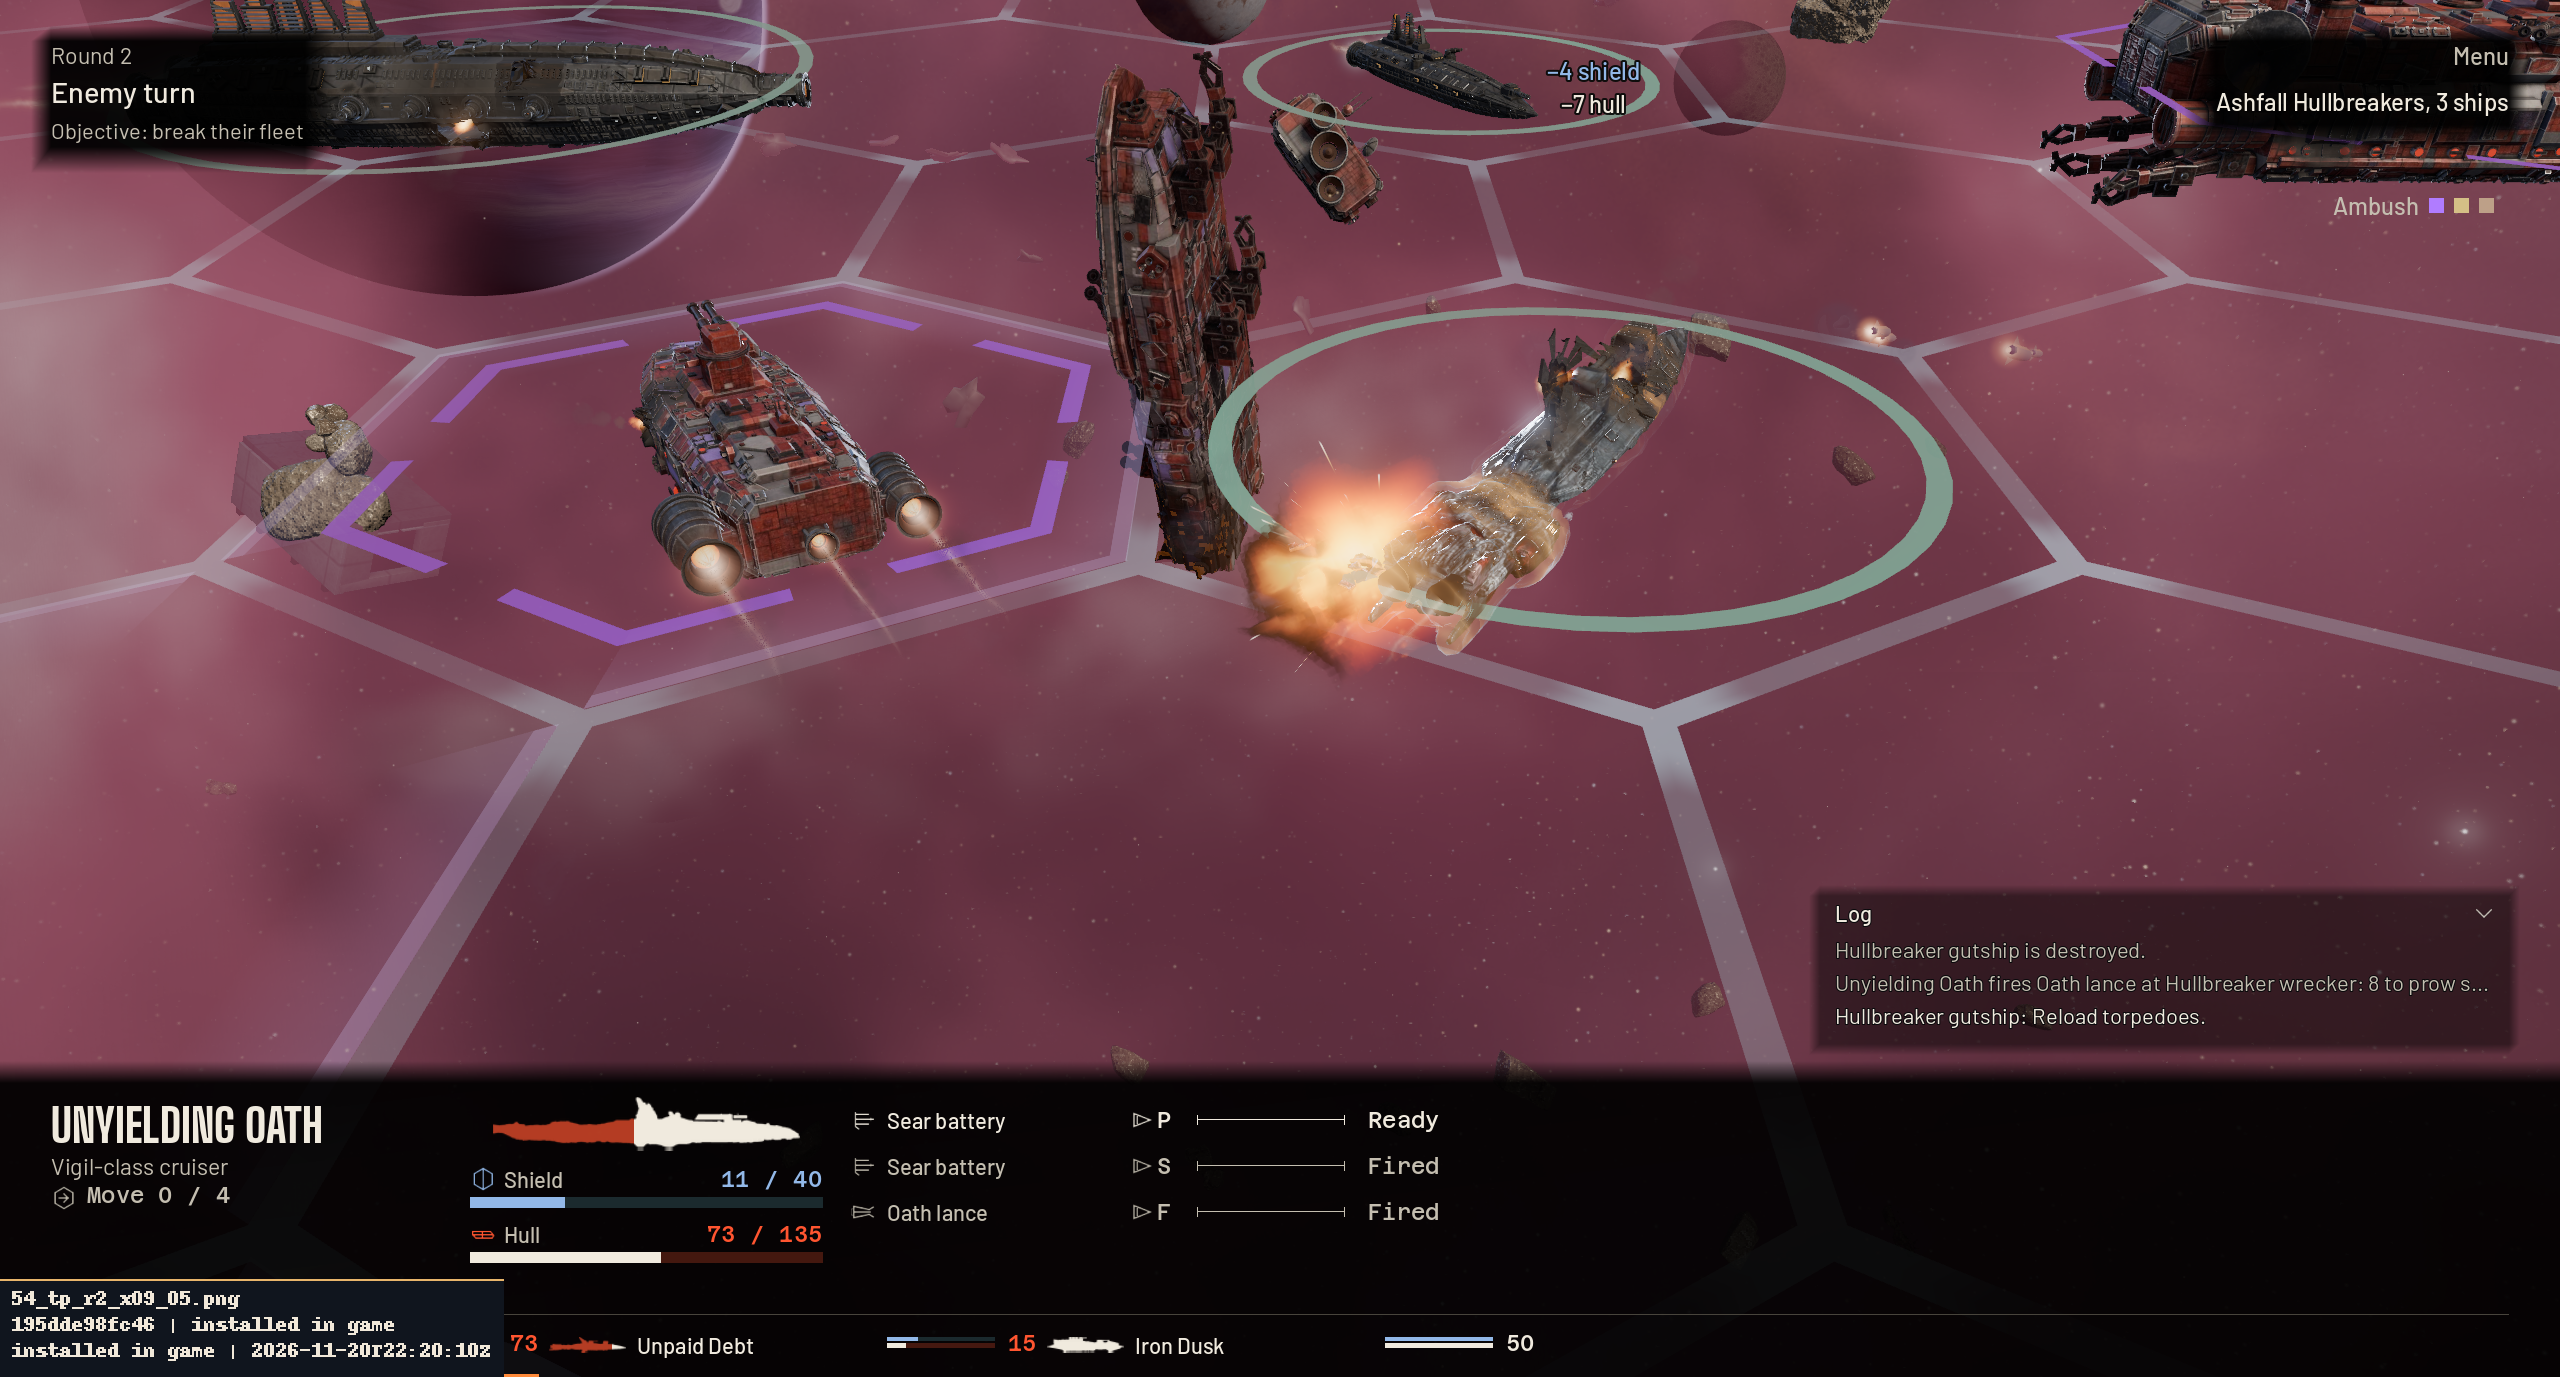 Round 2
Enemy turn
Objective: break their fleet
−4 shield
−7 hull
Menu
Ashfall Hullbreakers, 3 ships
Ambush
Log
Hullbreaker gutship is destroyed.
Unyielding Oath fires Oath lance at Hullbreaker wrecker: 8 to prow s...
Hullbreaker gutship: Reload torpedoes.
UNYIELDING OATH
Vigil-class cruiser
Move 0 / 4
Shield 11 / 40
Hull 73 / 135
Sear battery P Ready
Sear battery S Fired
Oath lance F Fired
54_tp_r2_x09_05.png
195dde98fc46 | installed in game
installed in game | 2026-11-20T22:20:10Z
73 Unpaid Debt 15 Iron Dusk 50